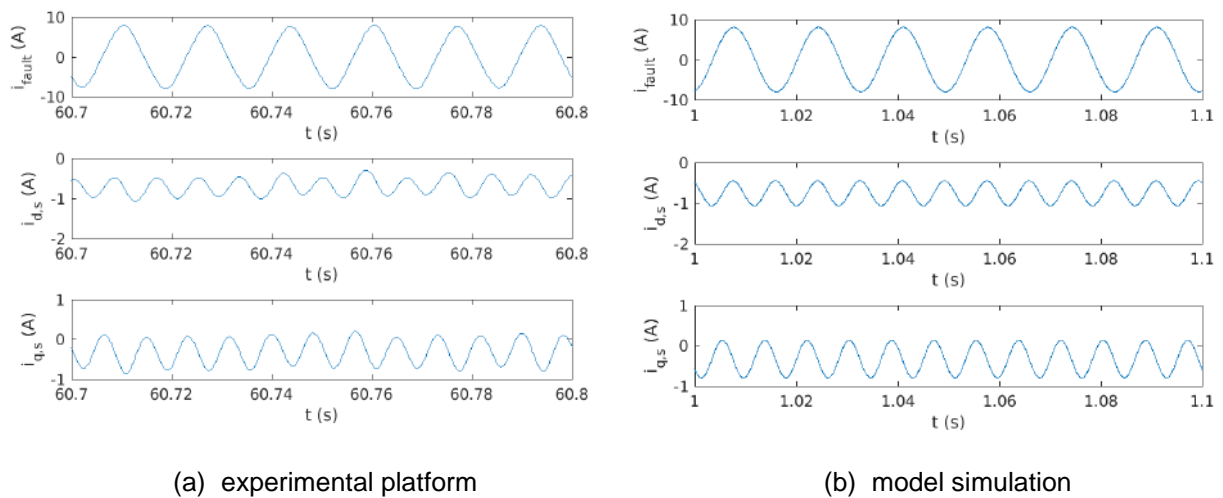 10
0
-10
i_fault (A)
60.7 60.72 60.74 60.76 60.78 60.8
t (s)
0
-1
-2
i_d,s (A)
60.7 60.72 60.74 60.76 60.78 60.8
t (s)
1
0
-1
i_q,s (A)
60.7 60.72 60.74 60.76 60.78 60.8
t (s)
(a) experimental platform
10
0
-10
i_fault (A)
1 1.02 1.04 1.06 1.08 1.1
t (s)
0
-1
-2
i_d,s (A)
1 1.02 1.04 1.06 1.08 1.1
t (s)
1
0
-1
i_q,s (A)
1 1.02 1.04 1.06 1.08 1.1
t (s)
(b) model simulation